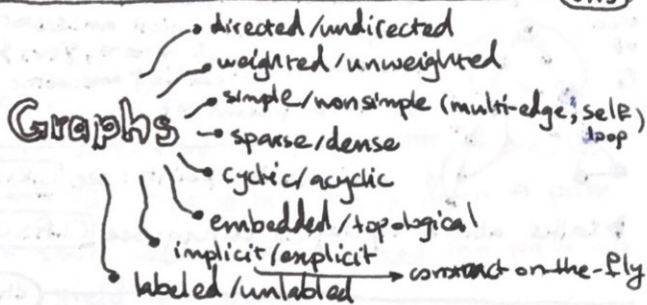 directed/undirected
weighted/unweighted
simple/nonsimple (multi-edge, self
loop)
Graphs
sparse/dense
cyclic/acyclic
embedded/topological
implicit/explicit → construct on-the-fly
labeled/unlabled